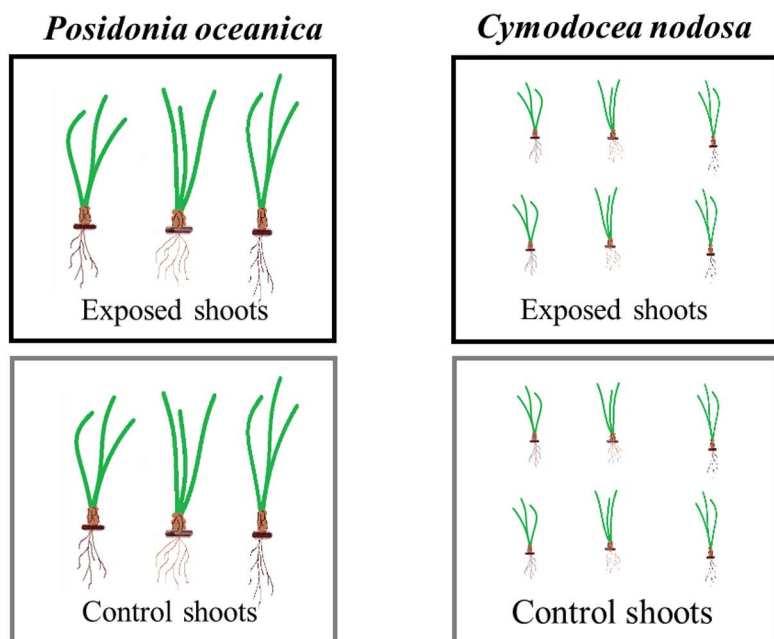 Posidonia oceanica
Cymodocea nodosa
Exposed shoots
Exposed shoots
Control shoots
Control shoots